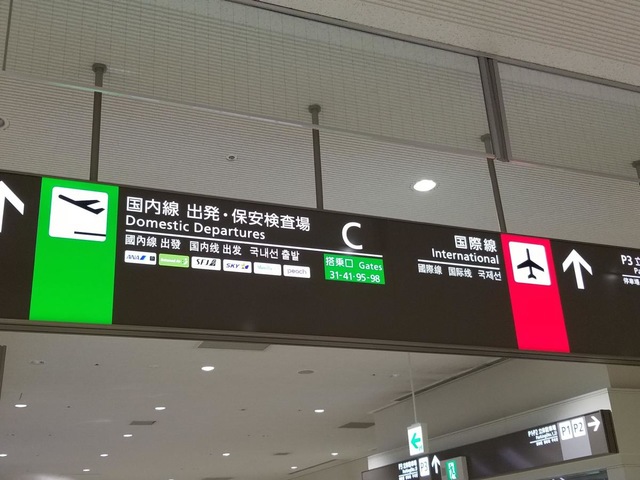 国内線 出発・保安検査場
Domestic Departures
國內線 出發 国内线 出发 국내선 출발
ANA SFJ SKY peach
C
搭乗口 Gates
31-41・95-98
国際線
International
國際線 国际线 국제선
P3
P1 P2
P3